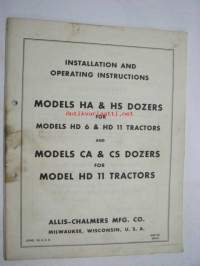 INSTALLATION AND
OPERATING INSTRUCTIONS
MODELS HA & HS DOZERS
FOR
MODELS HD 6 & HD 11 TRACTORS
AND
MODELS CA & CS DOZERS
FOR
MODEL HD 11 TRACTORS
ALLIS-CHALMERS MFG. CO.
MILWAUKEE, WISCONSIN, U. S. A.